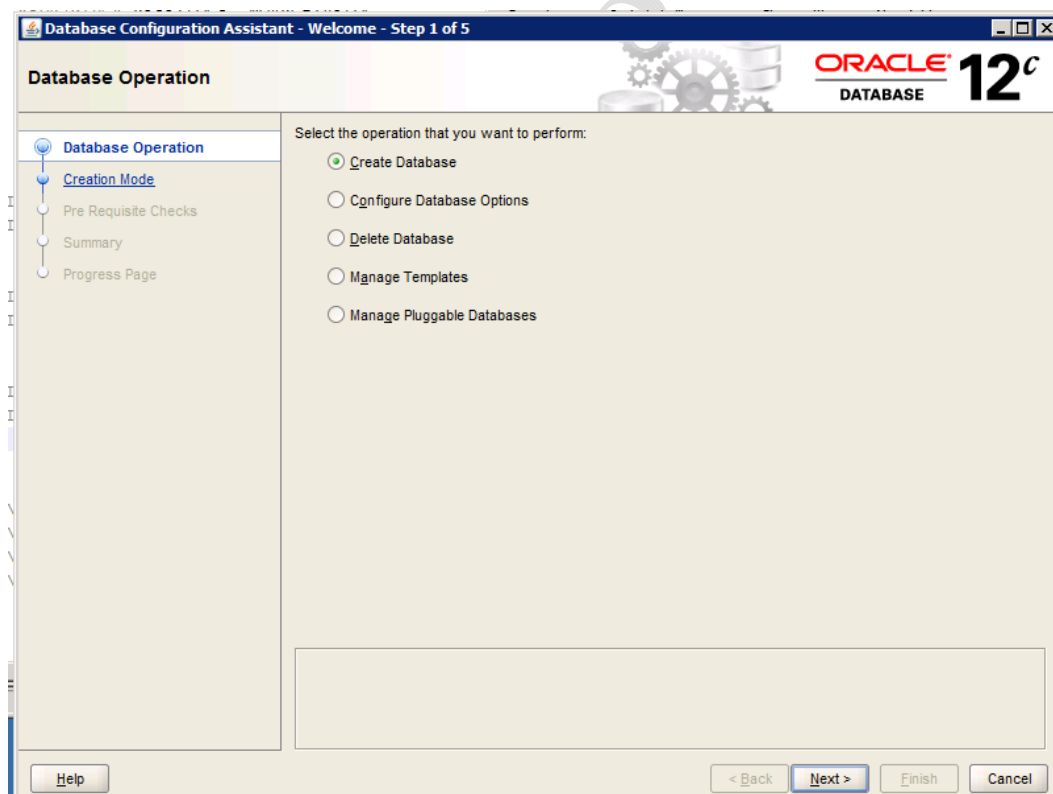 Database Configuration Assistant - Welcome - Step 1 of 5
Database Operation
ORACLE
DATABASE
12c
Database Operation
Creation Mode
Pre Requisite Checks
Summary
Progress Page
Select the operation that you want to perform:
Create Database
Configure Database Options
Delete Database
Manage Templates
Manage Pluggable Databases
Help
< Back
Next >
Finish
Cancel